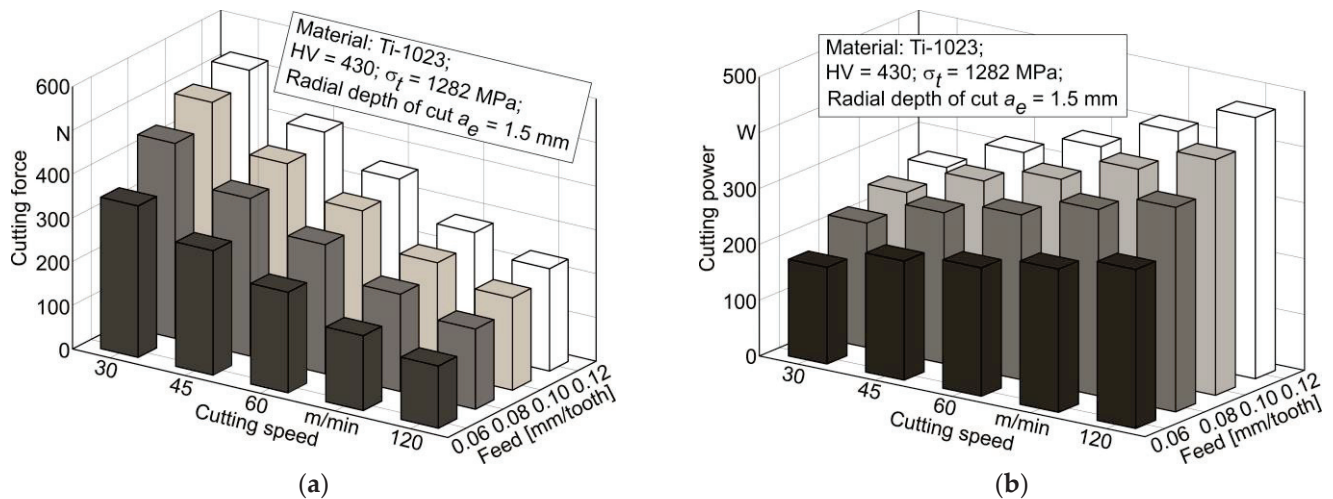 Material: Ti-1023;
HV = 430; σt = 1282 MPa;
Radial depth of cut ae = 1.5 mm
600
N
400
300
200
100
0
Cutting force
30
45
60
m/min
120
Cutting speed
0.06 0.08 0.10 0.12
Feed [mm/tooth]
(a)
Material: Ti-1023;
HV = 430; σt = 1282 MPa;
Radial depth of cut ae = 1.5 mm
500
W
300
200
100
0
Cutting power
30
45
60
m/min
120
Cutting speed
0.06 0.08 0.10 0.12
Feed [mm/tooth]
(b)